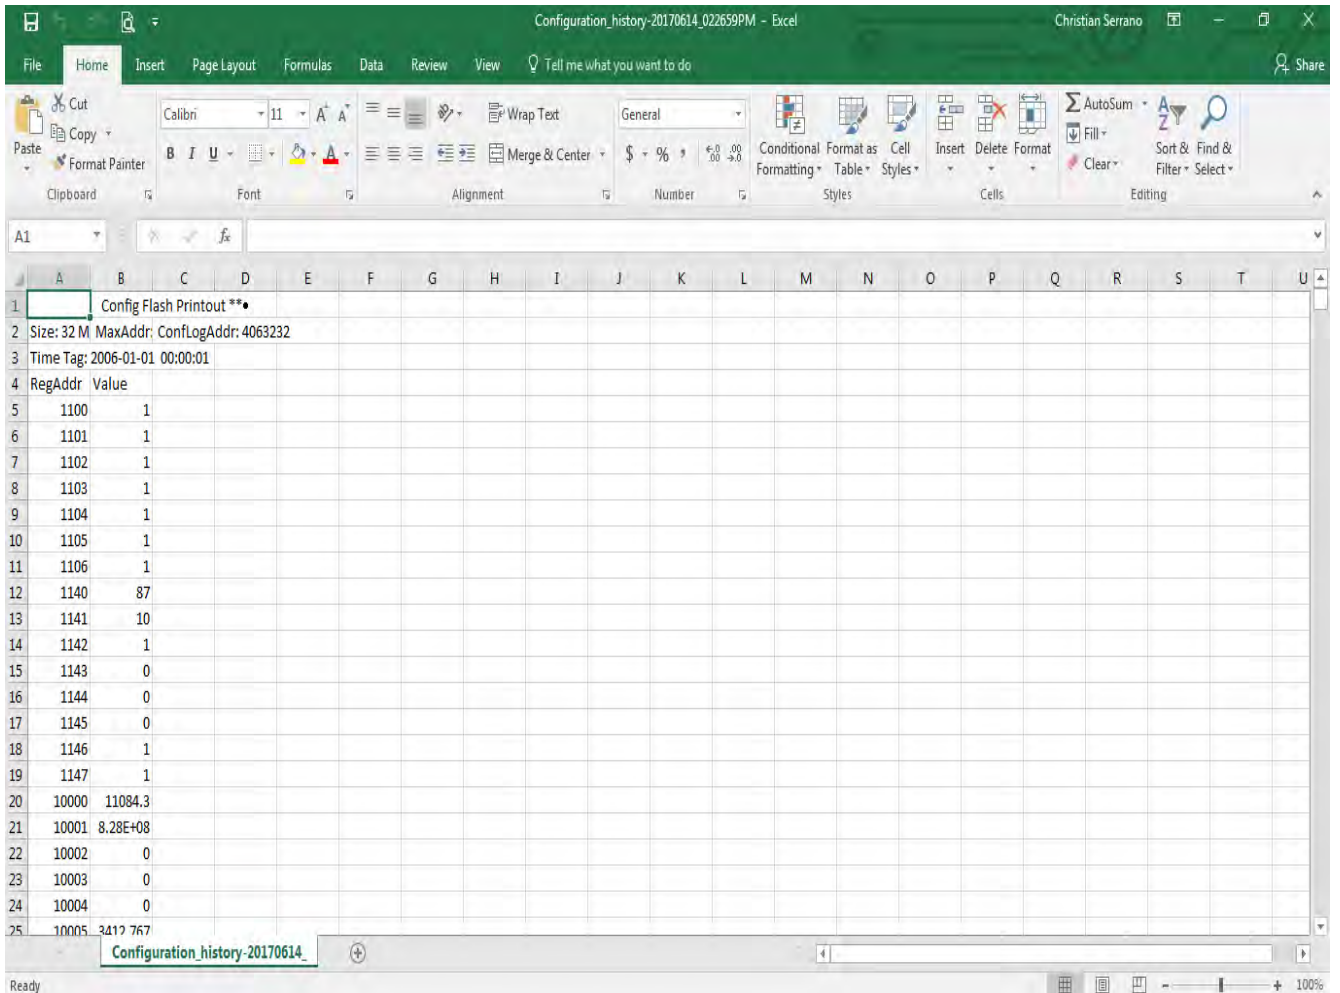 Configuration_history-20170614_022659PM - Excel
Christian Serrano
File Home Insert Page Layout Formulas Data Review View Tell me what you want to do Share
Paste
Cut
Copy
Format Painter
Clipboard
Calibri 11
B I U
Font
Wrap Text
Merge & Center
Alignment
General
$ % ,
Number
Conditional Formatting
Format as Table
Cell Styles
Styles
Insert Delete Format
Cells
AutoSum
Fill
Clear
Sort & Filter
Find & Select
Editing
A1 fx
A B C D E F G H I J K L M N O P Q R S T U
1 Config Flash Printout **•
2 Size: 32 M MaxAddr: ConfLogAddr: 4063232
3 Time Tag: 2006-01-01 00:00:01
4 RegAddr Value
5 1100 1
6 1101 1
7 1102 1
8 1103 1
9 1104 1
10 1105 1
11 1106 1
12 1140 87
13 1141 10
14 1142 1
15 1143 0
16 1144 0
17 1145 0
18 1146 1
19 1147 1
20 10000 11084.3
21 10001 8.28E+08
22 10002 0
23 10003 0
24 10004 0
25 10005 3412.767
Configuration_history-20170614_
Ready 100%